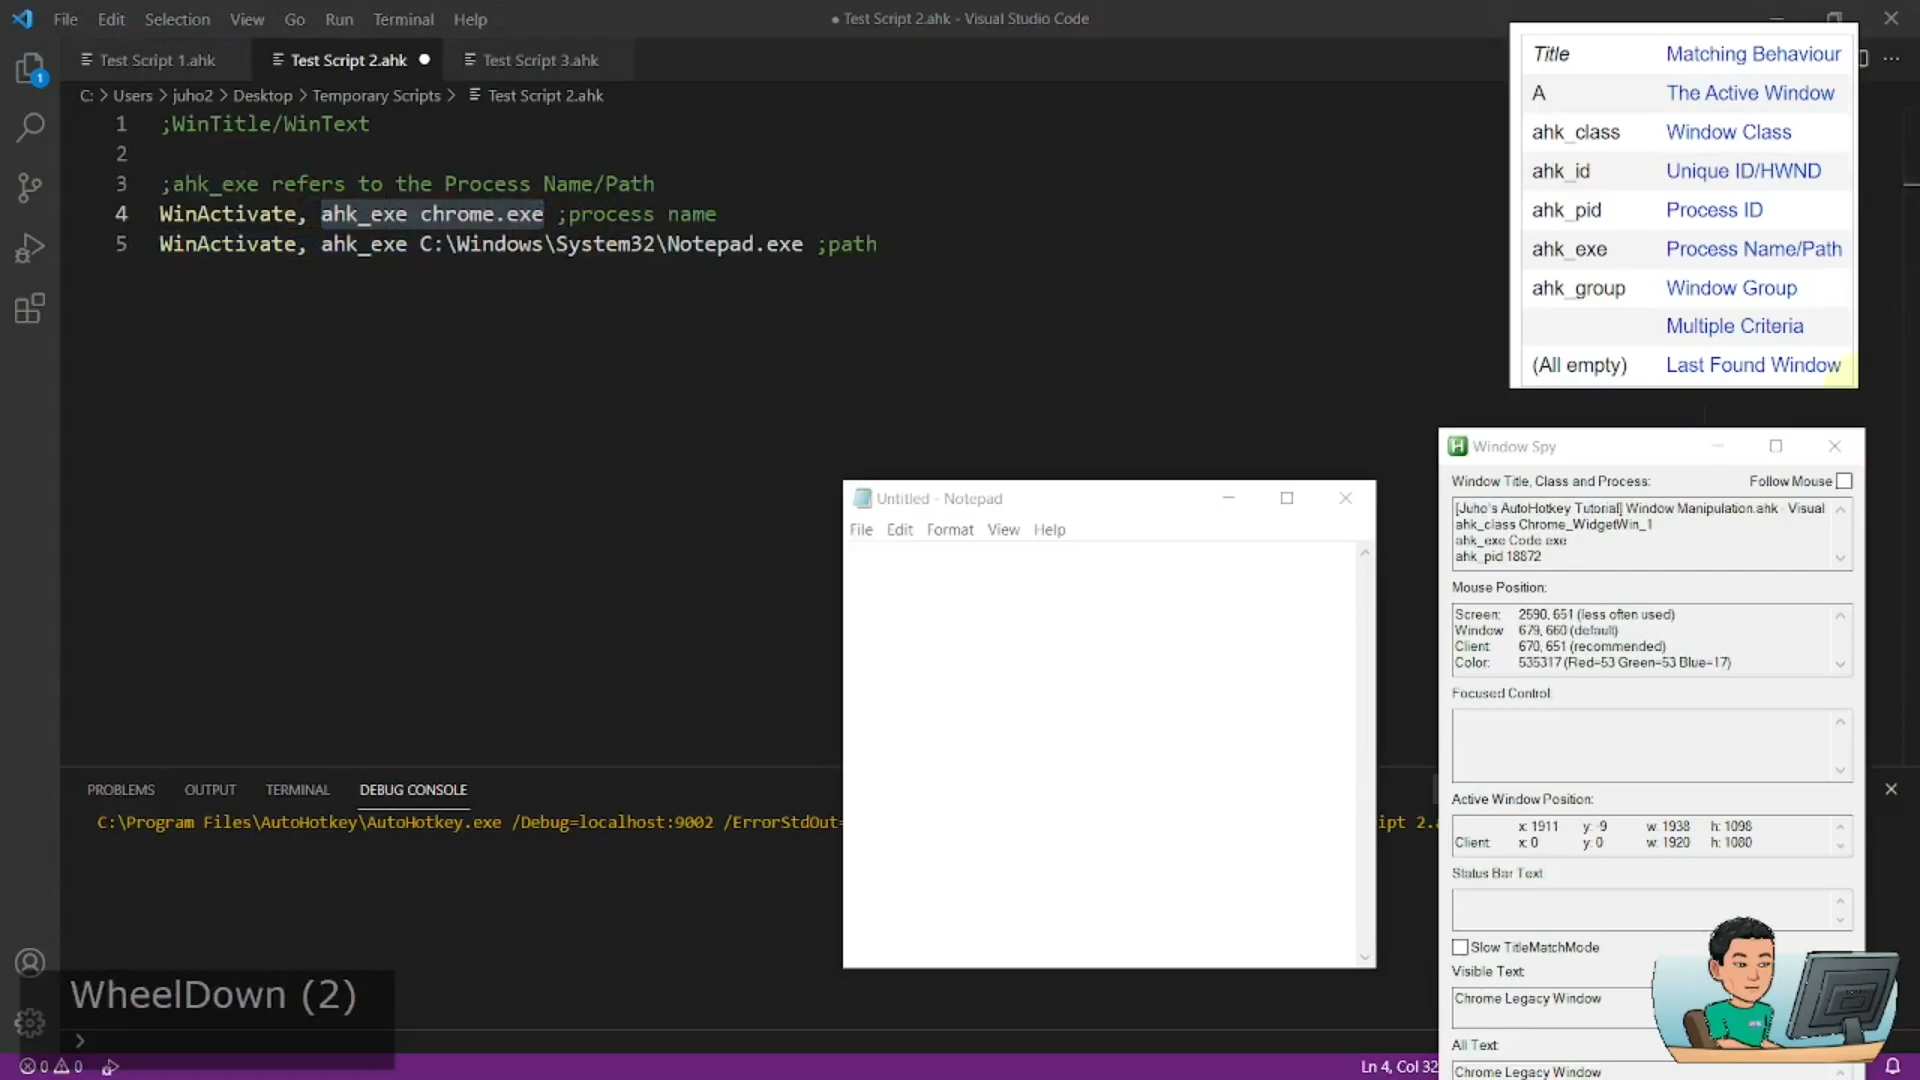 File Edit Selection View Go Run Terminal Help
● Test Script 2.ahk - Visual Studio Code
Test Script 1.ahk
Test Script 2.ahk
Test Script 3.ahk
C: > Users > juho2 > Desktop > Temporary Scripts > Test Script 2.ahk
1 ;WinTitle/WinText
2
3 ;ahk_exe refers to the Process Name/Path
4 WinActivate, ahk_exe chrome.exe ;process name
5 WinActivate, ahk_exe C:\Windows\System32\Notepad.exe ;path
Title Matching Behaviour
A The Active Window
ahk_class Window Class
ahk_id Unique ID/HWND
ahk_pid Process ID
ahk_exe Process Name/Path
ahk_group Window Group
Multiple Criteria
(All empty) Last Found Window
1
Untitled - Notepad
File Edit Format View Help
Window Spy
Window Title, Class and Process: Follow Mouse
[Juho's AutoHotkey Tutorial] Window Manipulation.ahk - Visual
ahk_class Chrome_WidgetWin_1
ahk_exe Code.exe
ahk_pid 18872
Mouse Position:
Screen: 2590, 651 (less often used)
Window 679, 660 (default)
Client: 670, 651 (recommended)
Color: 535317 (Red=53 Green=53 Blue=17)
Focused Control:
Active Window Position:
x: 1911 y: -9 w: 1938 h: 1098
Client: x: 0 y: 0 w: 1920 h: 1080
Status Bar Text
Slow TitleMatchMode
Visible Text
Chrome Legacy Window
All Text:
Chrome Legacy Window
PROBLEMS OUTPUT TERMINAL DEBUG CONSOLE
C:\Program Files\AutoHotkey\AutoHotkey.exe /Debug=localhost:9002 /ErrorStdOut=
ipt 2.a
WheelDown (2)
0 0
Ln 4, Col 32